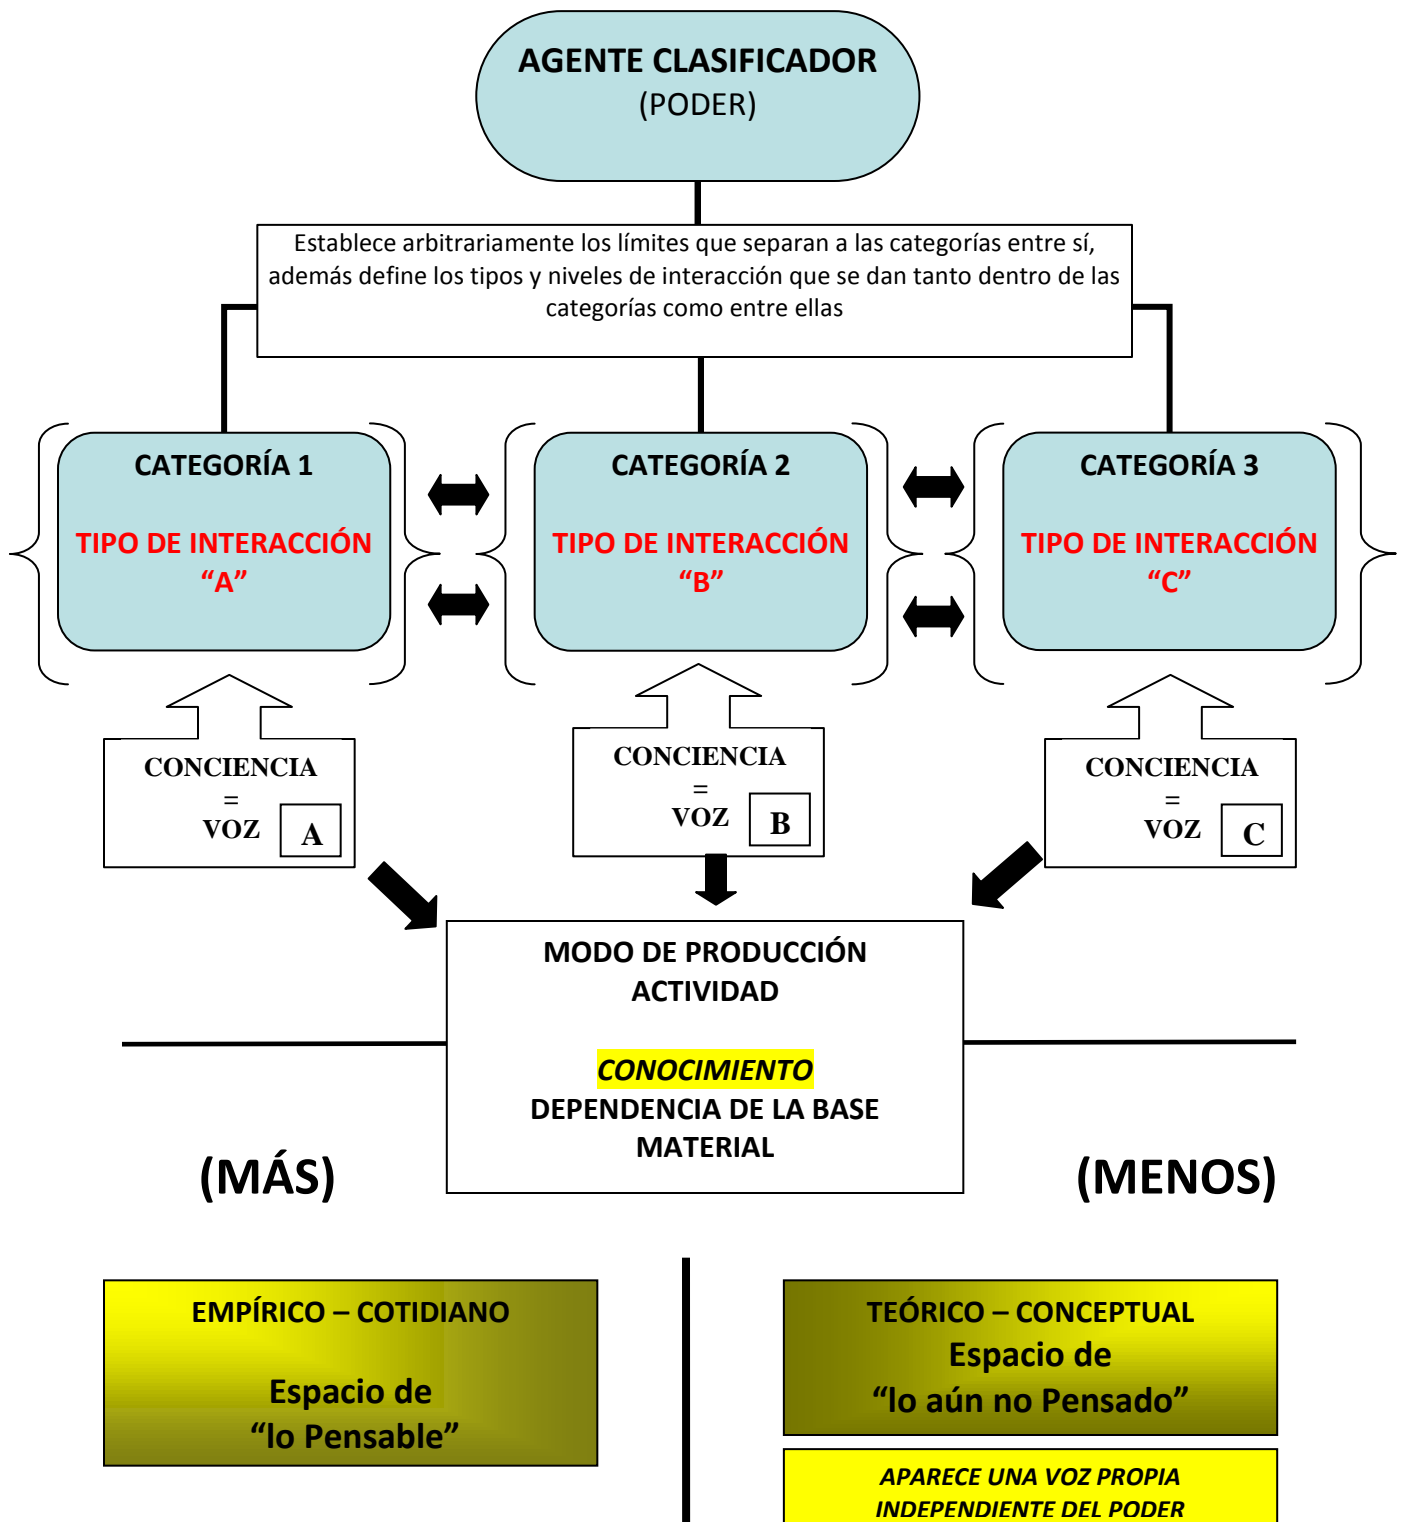 AGENTE CLASIFICADOR
(PODER)
Establece arbitrariamente los límites que separan a las categorías entre sí,
además define los tipos y niveles de interacción que se dan tanto dentro de las
categorías como entre ellas
CATEGORÍA 1
TIPO DE INTERACCIÓN
“A”
CATEGORÍA 2
TIPO DE INTERACCIÓN
“B”
CATEGORÍA 3
TIPO DE INTERACCIÓN
“C”
CONCIENCIA
=
VOZ
A
CONCIENCIA
=
VOZ
B
CONCIENCIA
=
VOZ
C
MODO DE PRODUCCIÓN
ACTIVIDAD
CONOCIMIENTO
DEPENDENCIA DE LA BASE
MATERIAL
(MÁS)
(MENOS)
EMPÍRICO – COTIDIANO
Espacio de
“lo Pensable”
TEÓRICO – CONCEPTUAL
Espacio de
“lo aún no Pensado”
APARECE UNA VOZ PROPIA
INDEPENDIENTE DEL PODER